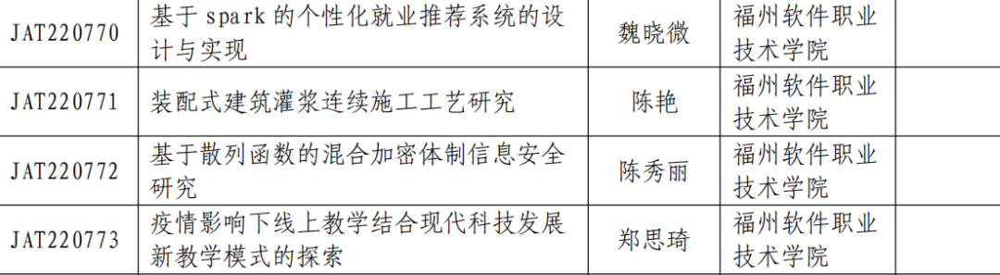 JAT220770
基于 spark 的个性化就业推荐系统的设
计与实现
魏晓微
福州软件职业
技术学院
JAT220771
装配式建筑灌浆连续施工工艺研究
陈艳
福州软件职业
技术学院
JAT220772
基于散列函数的混合加密体制信息安全
研究
陈秀丽
福州软件职业
技术学院
JAT220773
疫情影响下线上教学结合现代科技发展
新教学模式的探索
郑思琦
福州软件职业
技术学院